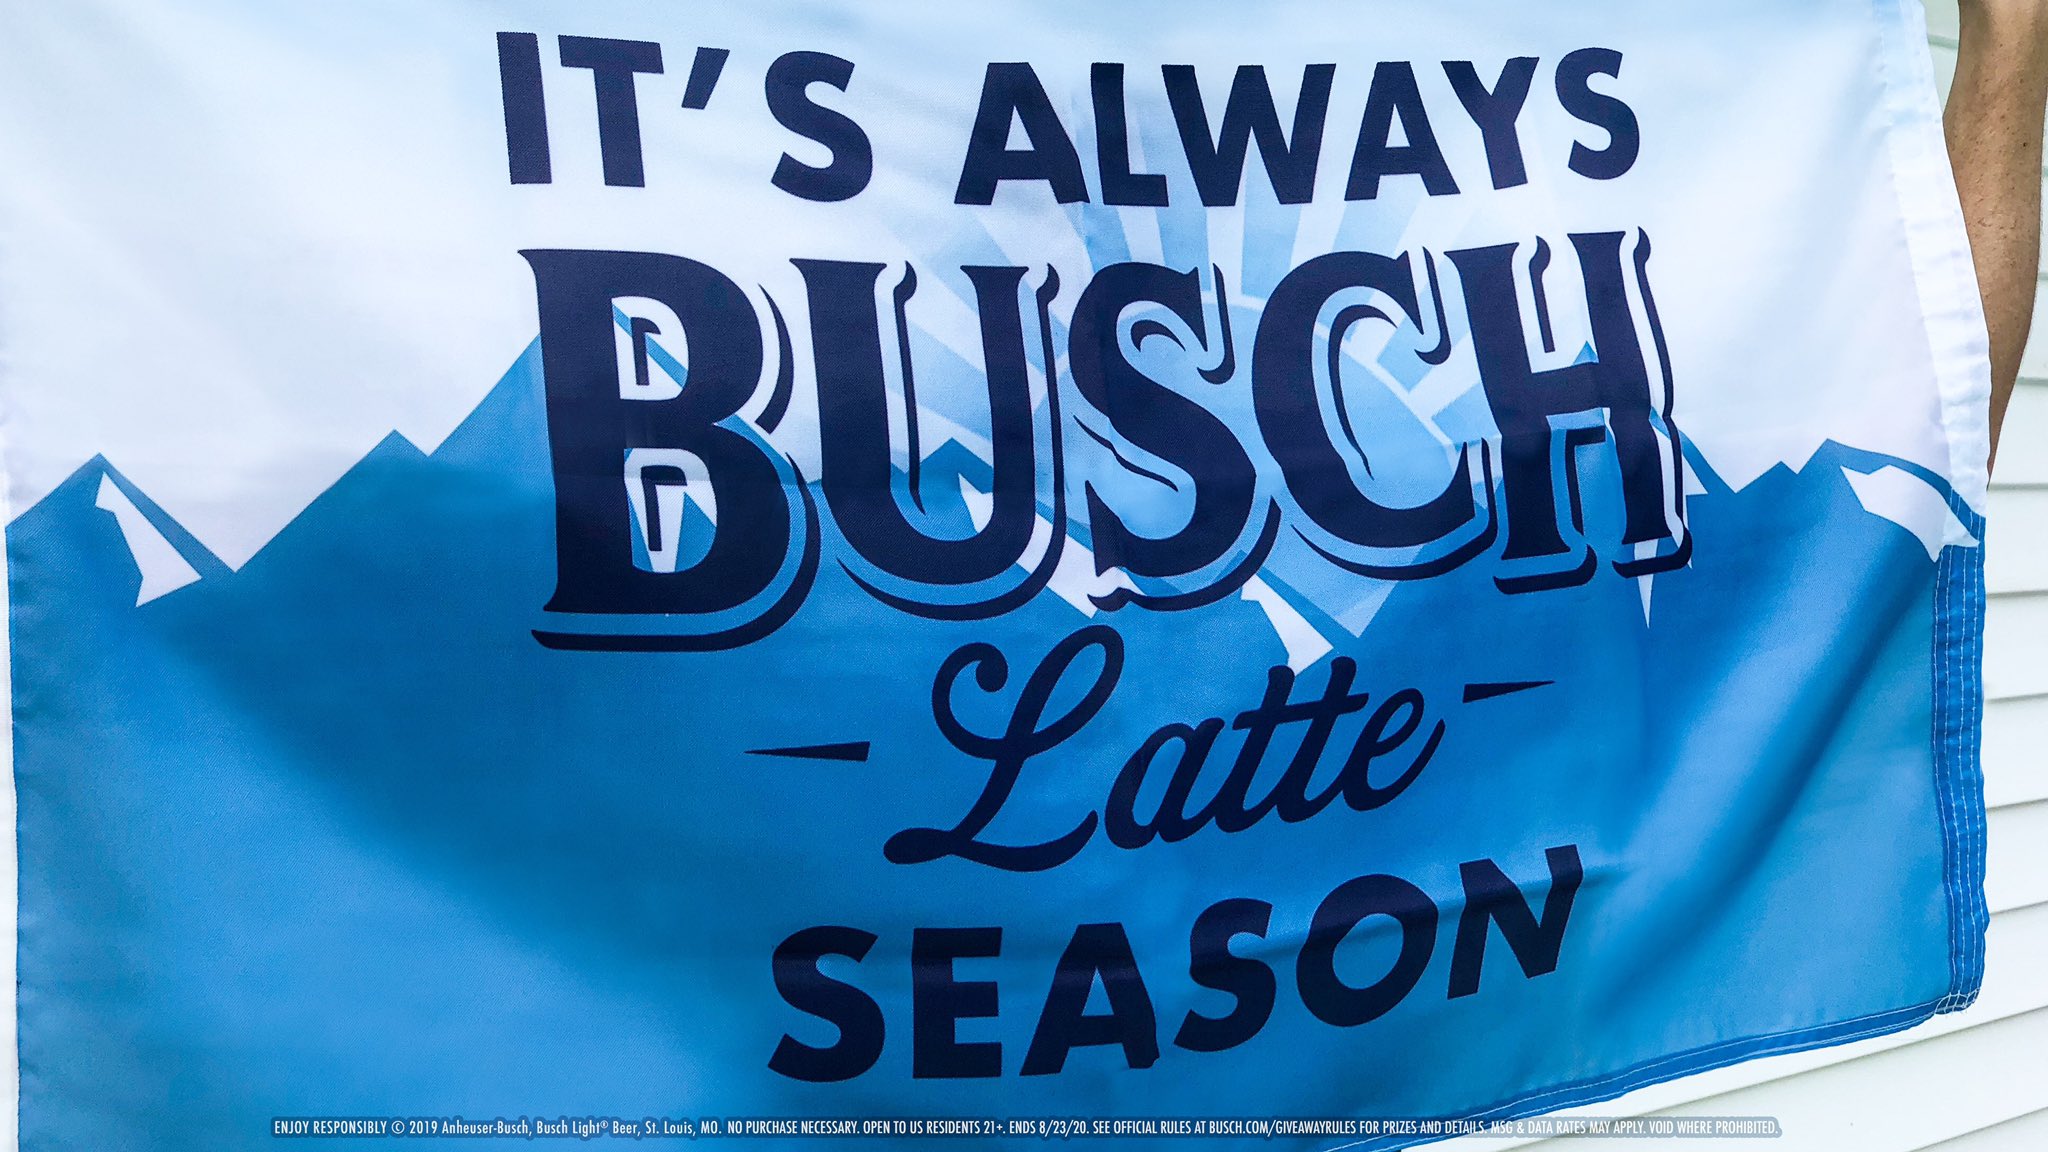 IT'S ALWAYS
BUSCH
Latte
SEASON
ENJOY RESPONSIBLY © 2019 Anheuser-Busch, Busch Light® Beer, St. Louis, MO. NO PURCHASE NECESSARY. OPEN TO US RESIDENTS 21+. ENDS 8/23/20. SEE OFFICIAL RULES AT BUSCH.COM/GIVEAWAYRULES FOR PRIZES AND DETAILS. MSG & DATA RATES MAY APPLY. VOID WHERE PROHIBITED.